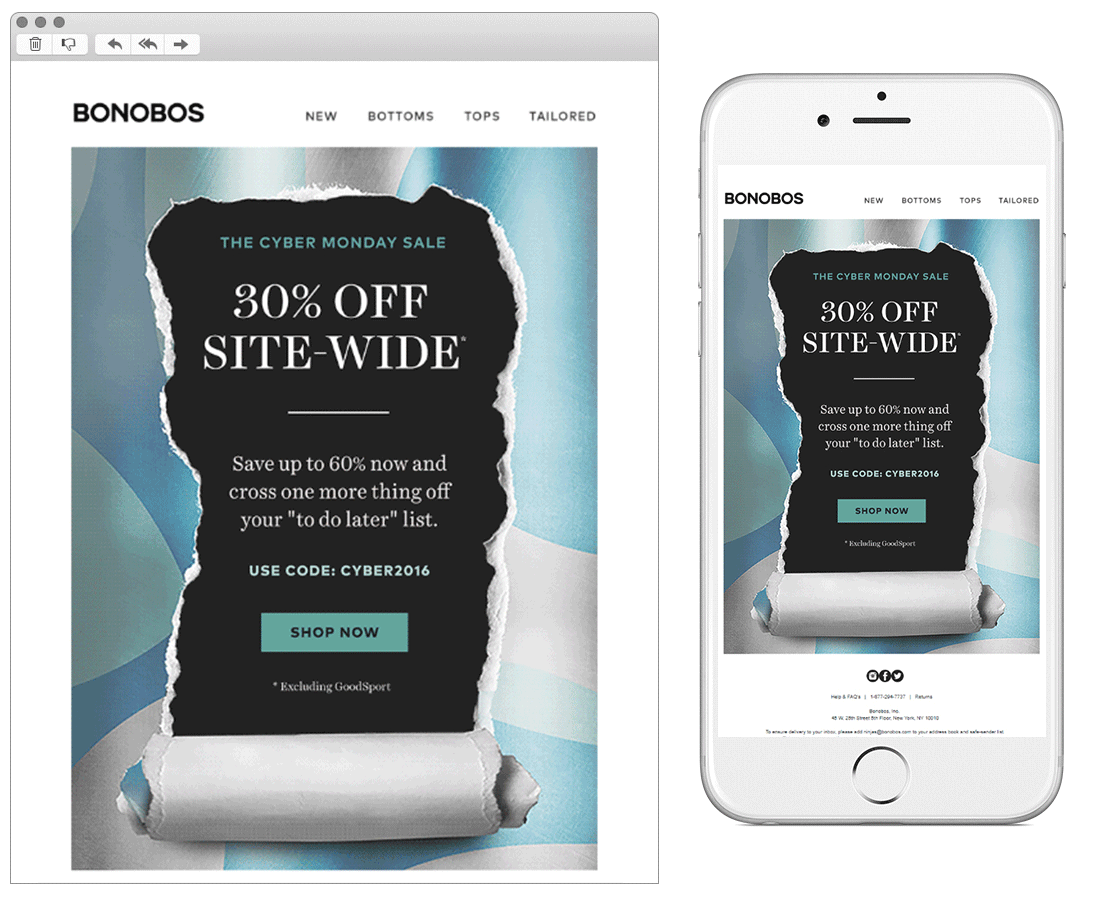 BONOBOS
NEW BOTTOMS TOPS TAILORED
THE CYBER MONDAY SALE
30% OFF
SITE-WIDE*
Save up to 60% now and
cross one more thing off
your "to do later" list.
USE CODE: CYBER2016
SHOP NOW
* Excluding GoodSport
BONOBOS
NEW BOTTOMS TOPS TAILORED
THE CYBER MONDAY SALE
30% OFF
SITE-WIDE*
Save up to 60% now and
cross one more thing off
your "to do later" list.
USE CODE: CYBER2016
SHOP NOW
* Excluding GoodSport
Help & FAQ's | 1-877-294-7737 | Returns
Bonobos, Inc.
45 W. 25th Street 5th Floor, New York, NY 10010
To ensure delivery to your inbox, please add ninjas@bonobos.com to your address book and safe-sender list